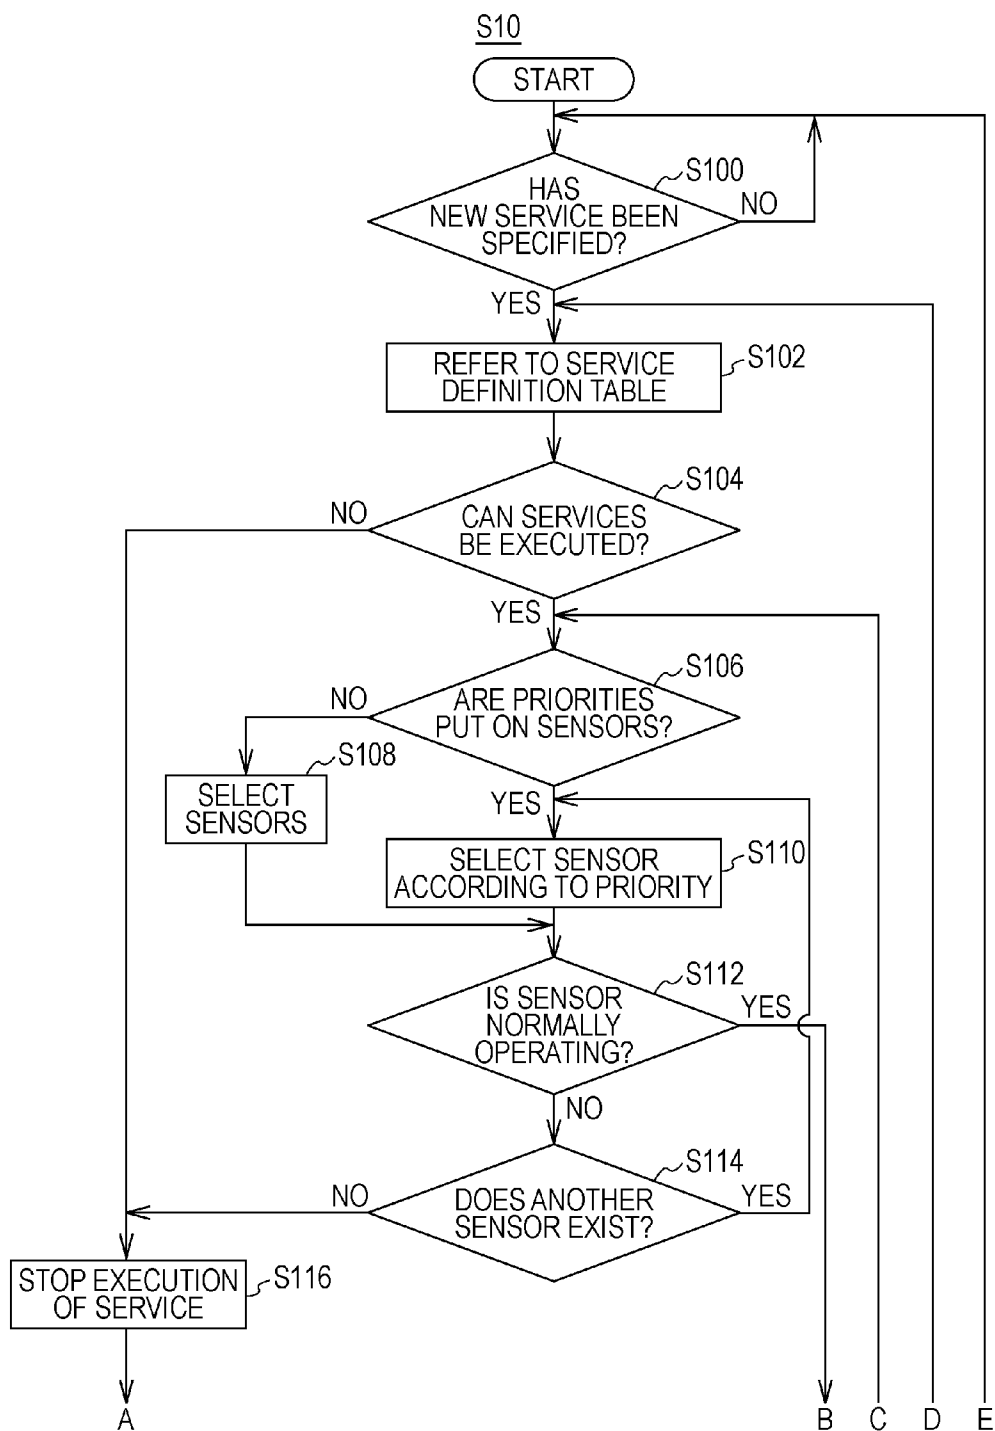 S10
START
S100
HAS
NEW SERVICE BEEN
SPECIFIED?
NO
YES
S102
REFER TO SERVICE
DEFINITION TABLE
S104
NO
CAN SERVICES
BE EXECUTED?
YES
S106
NO
ARE PRIORITIES
PUT ON SENSORS?
S108
SELECT
SENSORS
YES
S110
SELECT SENSOR
ACCORDING TO PRIORITY
S112
IS SENSOR
NORMALLY
OPERATING?
YES
NO
S114
NO
DOES ANOTHER
SENSOR EXIST?
YES
S116
STOP EXECUTION
OF SERVICE
A B C D E